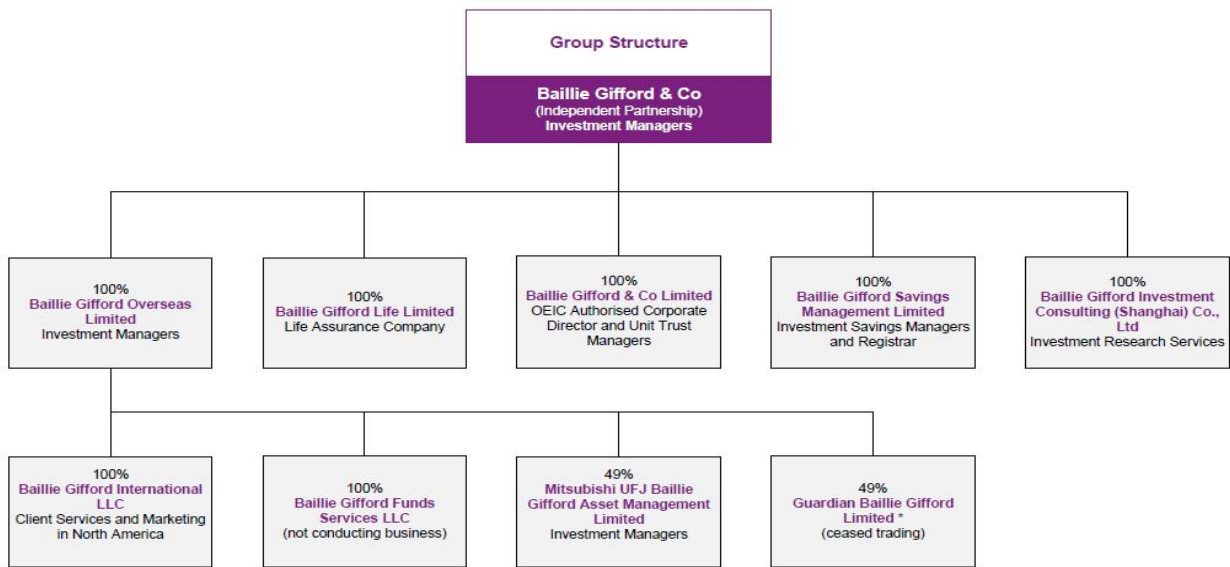 Group Structure
Baillie Gifford & Co
(Independent Partnership)
Investment Managers
100%
Baillie Gifford Overseas
Limited
Investment Managers
100%
Baillie Gifford Life Limited
Life Assurance Company
100%
Baillie Gifford & Co Limited
OEIC Authorised Corporate
Director and Unit Trust
Managers
100%
Baillie Gifford Savings
Management Limited
Investment Savings Managers
and Registrar
100%
Baillie Gifford Investment
Consulting (Shanghai) Co.,
Ltd
Investment Research Services
100%
Baillie Gifford International
LLC
Client Services and Marketing
in North America
100%
Baillie Gifford Funds
Services LLC
(not conducting business)
49%
Mitsubishi UFJ Baillie
Gifford Asset Management
Limited
Investment Managers
49%
Guardian Baillie Gifford
Limited *
(ceased trading)